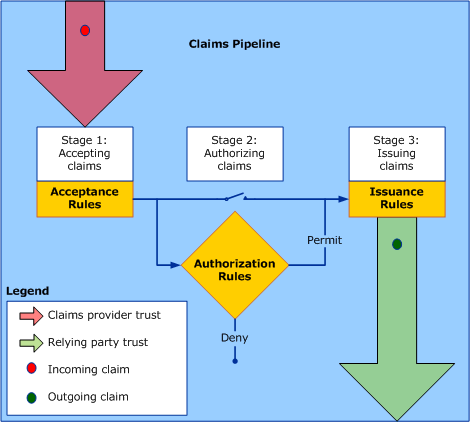 Claims Pipeline
Stage 1:
Accepting
claims
Acceptance
Rules
Stage 2:
Authorizing
claims
Stage 3:
Issuing
claims
Issuance
Rules
Authorization
Rules
Permit
Deny
Legend
Claims provider trust
Relying party trust
Incoming claim
Outgoing claim